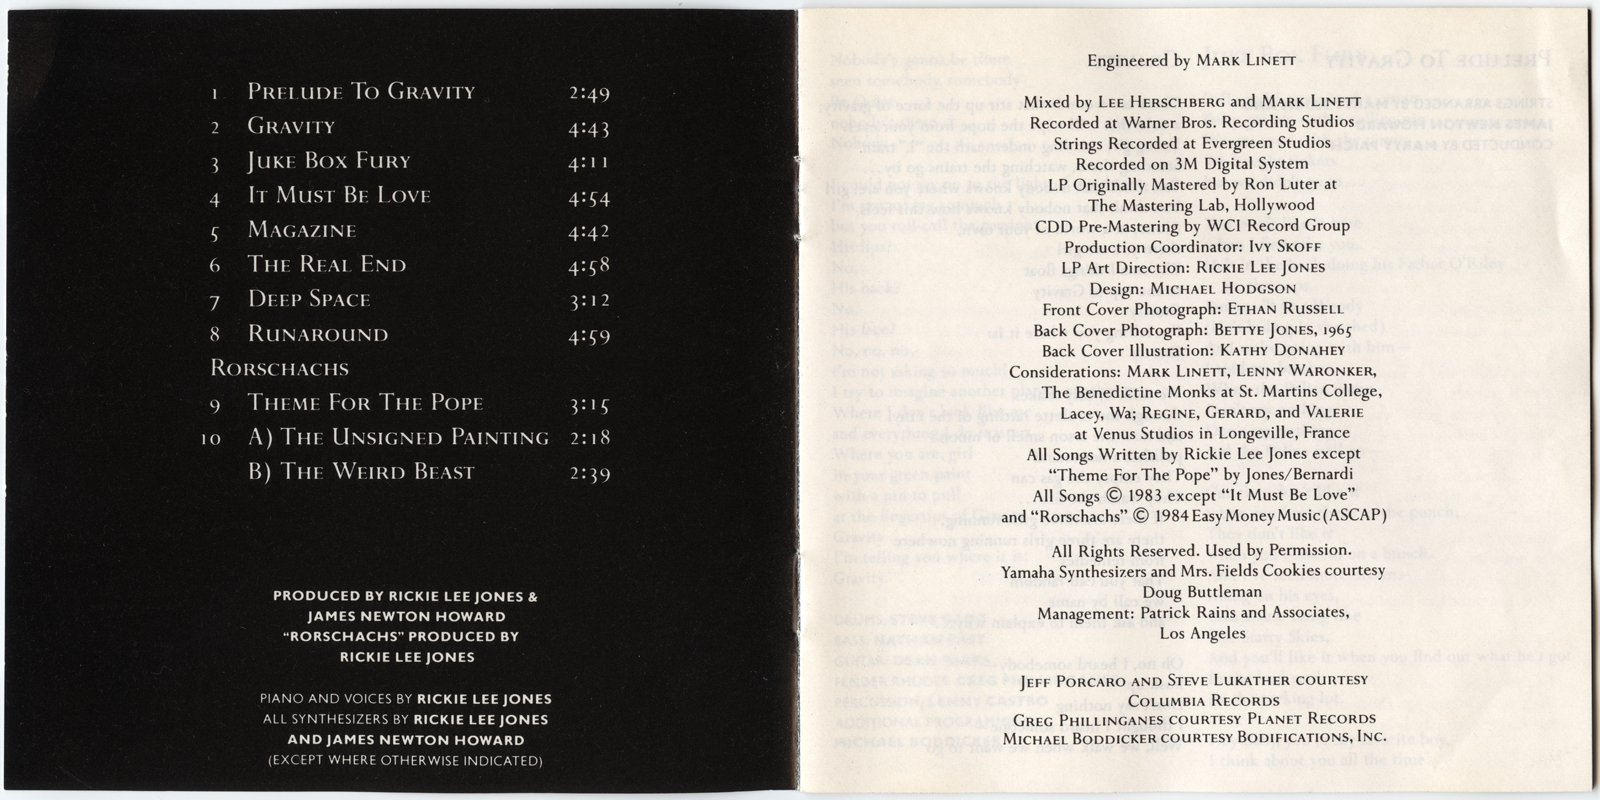 1 Prelude To Gravity 2:49
2 Gravity 4:43
3 Juke Box Fury 4:11
4 It Must Be Love 4:54
5 Magazine 4:42
6 The Real End 4:58
7 Deep Space 3:12
8 Runaround 4:59
Rorschachs
9 Theme For The Pope 3:15
10 A) The Unsigned Painting 2:18
B) The Weird Beast 2:39
PRODUCED BY RICKIE LEE JONES &
JAMES NEWTON HOWARD
"RORSCHACHS" PRODUCED BY
RICKIE LEE JONES
PIANO AND VOICES BY RICKIE LEE JONES
ALL SYNTHESIZERS BY RICKIE LEE JONES
AND JAMES NEWTON HOWARD
(EXCEPT WHERE OTHERWISE INDICATED)
Engineered by Mark Linett
Mixed by Lee Herschberg and Mark Linett
Recorded at Warner Bros. Recording Studios
Strings Recorded at Evergreen Studios
Recorded on 3M Digital System
LP Originally Mastered by Ron Luter at
The Mastering Lab, Hollywood
CDD Pre-Mastering by WCI Record Group
Production Coordinator: Ivy Skoff
LP Art Direction: Rickie Lee Jones
Design: Michael Hodgson
Front Cover Photograph: Ethan Russell
Back Cover Photograph: Bettye Jones, 1965
Back Cover Illustration: Kathy Donahey
Considerations: Mark Linett, Lenny Waronker,
The Benedictine Monks at St. Martins College,
Lacey, Wa; Regine, Gerard, and Valerie
at Venus Studios in Longeville, France
All Songs Written by Rickie Lee Jones except
"Theme For The Pope" by Jones/Bernardi
All Songs © 1983 except "It Must Be Love"
and "Rorschachs" © 1984 Easy Money Music (ASCAP)
All Rights Reserved. Used by Permission.
Yamaha Synthesizers and Mrs. Fields Cookies courtesy
Doug Buttleman
Management: Patrick Rains and Associates,
Los Angeles
Jeff Porcaro and Steve Lukather courtesy
Columbia Records
Greg Phillinganes courtesy Planet Records
Michael Boddicker courtesy Bodifications, Inc.